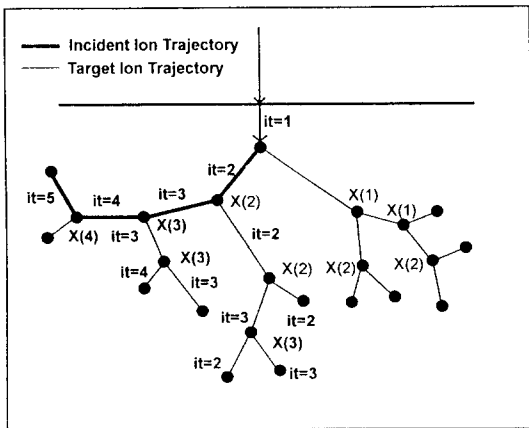 Incident Ion Trajectory
Target Ion Trajectory
it=1
it=2
X(2)
X(1)
X(1)
it=5
it=4
it=3
X(4)
it=3
X(3)
it=2
X(3)
X(2)
X(2)
X(2)
it=4
it=3
it=3
it=2
X(3)
it=2
it=3